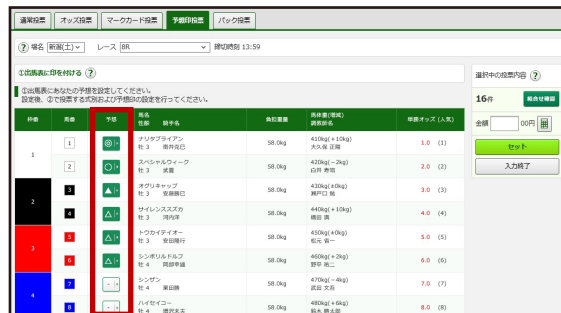 通常投票 オッズ投票 マークカード投票 予想印投票 パック投票
? 場名 新潟(土) レース 8R 締切時刻 13:59
①出馬表に印を付ける ?
①出馬表にあなたの予想を設定してください。
設定後、②で投票する式別および予想印の設定を行ってください。
枠番 馬番 予想 馬名 性齢 騎手名 負担重量 馬体重(増減) 調教師名 単勝オッズ(人気)
1 1 ◎ ナリタブライアン 58.0kg 410kg(+10kg) 1.0 (1)
牡 3 南井克巳 大久保 正陽
2 ○ スペシャルウィーク 58.0kg 420kg(−2kg) 2.0 (2)
牡 3 武豊 白井 寿昭
2 3 ▲ オグリキャップ 58.0kg 430kg(±0kg) 3.0 (3)
牡 3 安藤勝己 瀬戸口 勉
4 △ サイレンススズカ 58.0kg 440kg(+10kg) 4.0 (4)
牡 3 河内洋 橋田 満
3 5 △ トウカイテイオー 58.0kg 450kg(±0kg) 5.0 (5)
牡 3 安田隆行 松元 省一
6 △ シンボリルドルフ 58.0kg 460kg(+2kg) 6.0 (6)
牡 4 岡部幸雄 野平 祐二
4 7 - シンザン 58.0kg 470kg(−4kg) 7.0 (7)
牡 4 栗田勝 武田 文吾
8 - ハイセイコー 58.0kg 480kg(+6kg) 8.0 (8)
牡 4 増沢末夫
選択中の投票内容 ?
16件 組合せ確認
金額 00円
セット
入力終了